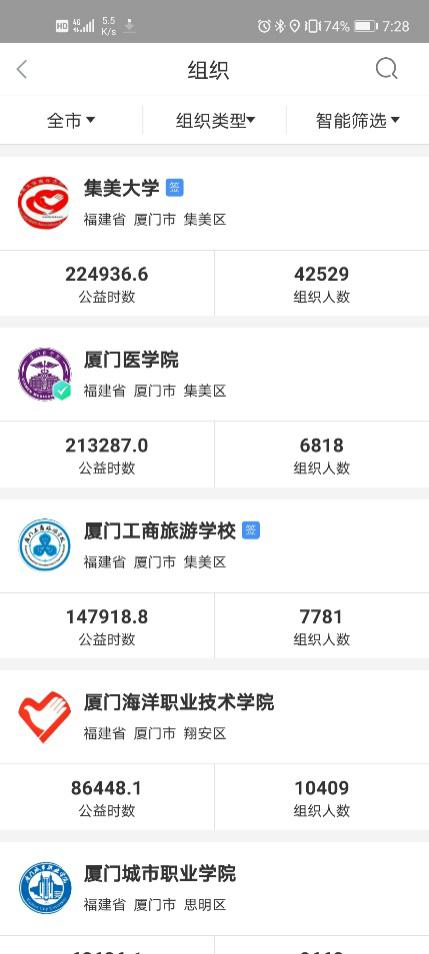 HD 4G 5.5 K/s 74% 7:28
组织
全市 组织类型 智能筛选
集美大学 签
福建省 厦门市 集美区
224936.6 42529
公益时数 组织人数
厦门医学院
福建省 厦门市 集美区
213287.0 6818
公益时数 组织人数
厦门工商旅游学校 签
福建省 厦门市 集美区
147918.8 7781
公益时数 组织人数
厦门海洋职业技术学院
福建省 厦门市 翔安区
86448.1 10409
公益时数 组织人数
厦门城市职业学院
福建省 厦门市 思明区